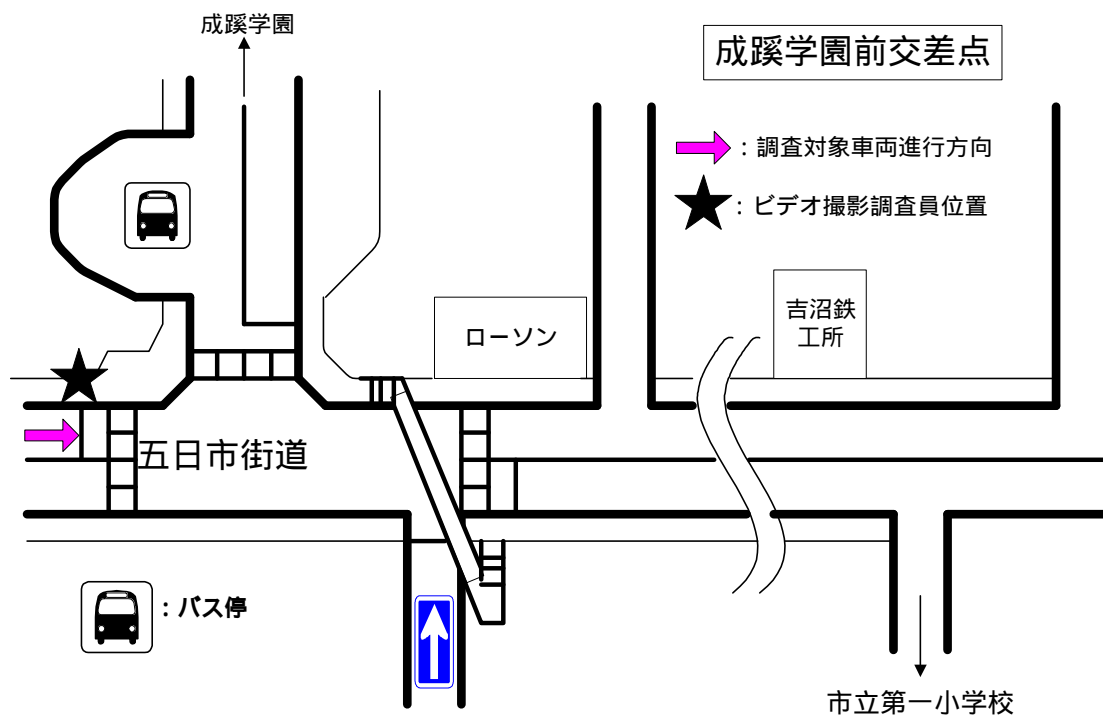 成蹊学園
成蹊学園前交差点
：調査対象車両進行方向
：ビデオ撮影調査員位置
ローソン
吉沼鉄
工所
五日市街道
：バス停
市立第一小学校